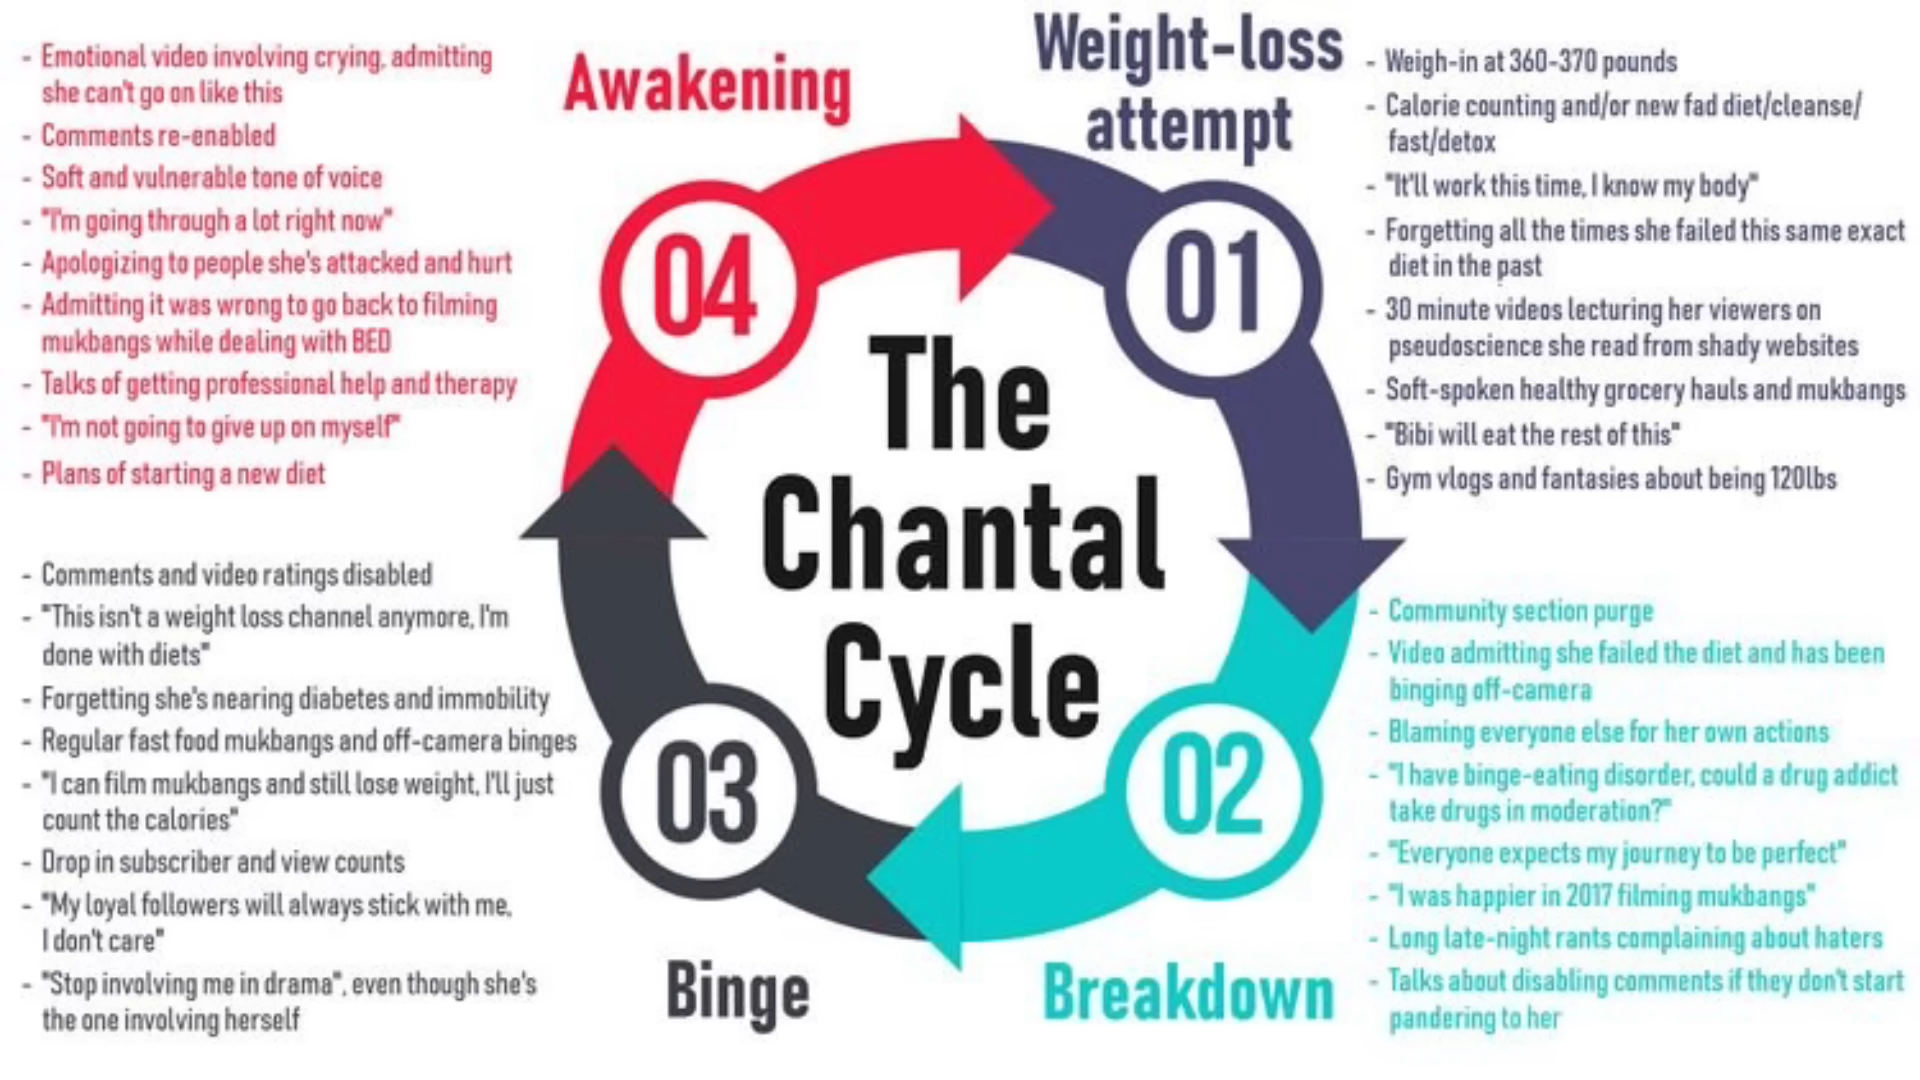 The
Chantal
Cycle
Weight-loss
attempt
01
- Weigh-in at 360-370 pounds
- Calorie counting and/or new fad diet/cleanse/
fast/detox
- "It'll work this time, I know my body"
- Forgetting all the times she failed this same exact
diet in the past
- 30 minute videos lecturing her viewers on
pseudoscience she read from shady websites
- Soft-spoken healthy grocery hauls and mukbangs
- "Bibi will eat the rest of this"
- Gym vlogs and fantasies about being 120lbs
Breakdown
02
- Community section purge
- Video admitting she failed the diet and has been
binging off-camera
- Blaming everyone else for her own actions
- "I have binge-eating disorder, could a drug addict
take drugs in moderation?"
- "Everyone expects my journey to be perfect"
- "I was happier in 2017 filming mukbangs"
- Long late-night rants complaining about haters
- Talks about disabling comments if they don't start
pandering to her
Binge
03
- Comments and video ratings disabled
- "This isn't a weight loss channel anymore, I'm
done with diets"
- Forgetting she's nearing diabetes and immobility
- Regular fast food mukbangs and off-camera binges
- "I can film mukbangs and still lose weight, I'll just
count the calories"
- Drop in subscriber and view counts
- "My loyal followers will always stick with me,
I don't care"
- "Stop involving me in drama", even though she's
the one involving herself
Awakening
04
- Emotional video involving crying, admitting
she can't go on like this
- Comments re-enabled
- Soft and vulnerable tone of voice
- "I'm going through a lot right now"
- Apologizing to people she's attacked and hurt
- Admitting it was wrong to go back to filming
mukbangs while dealing with BED
- Talks of getting professional help and therapy
- "I'm not going to give up on myself"
- Plans of starting a new diet